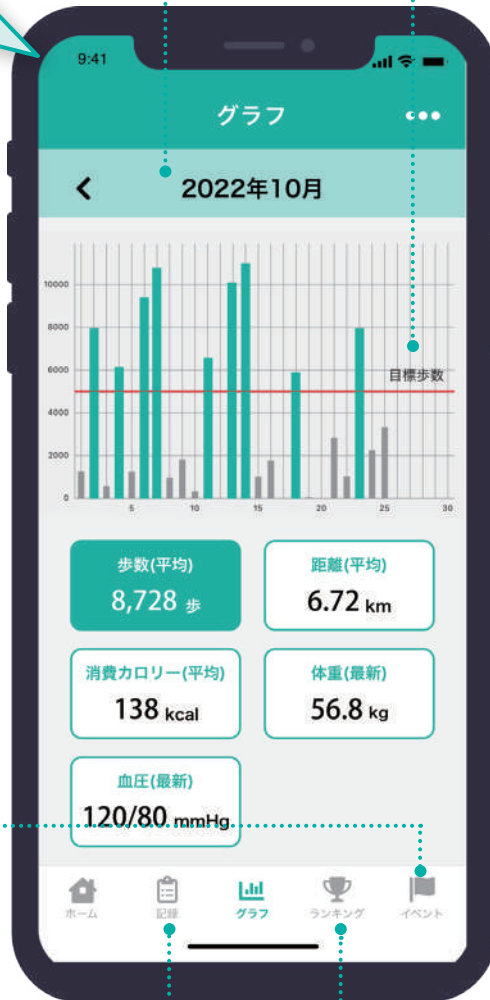 9:41
グラフ
2022年10月
10000
8000
6000
目標歩数
4000
2000
0
5 10 15 20 25 30
歩数(平均)
8,728 歩
距離(平均)
6.72 km
消費カロリー(平均)
138 kcal
体重(最新)
56.8 kg
血圧(最新)
120/80 mmHg
ホーム 記録 グラフ ランキング イベント